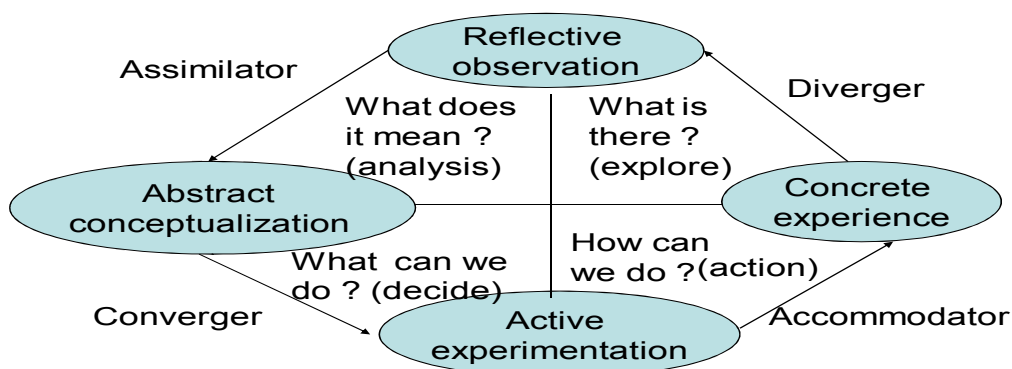 Reflective
observation
Assimilator
Diverger
What does
it mean ?
(analysis)
What is
there ?
(explore)
Abstract
conceptualization
Concrete
experience
What can we
do ? (decide)
How can
we do ? (action)
Converger
Active
experimentation
Accommodator